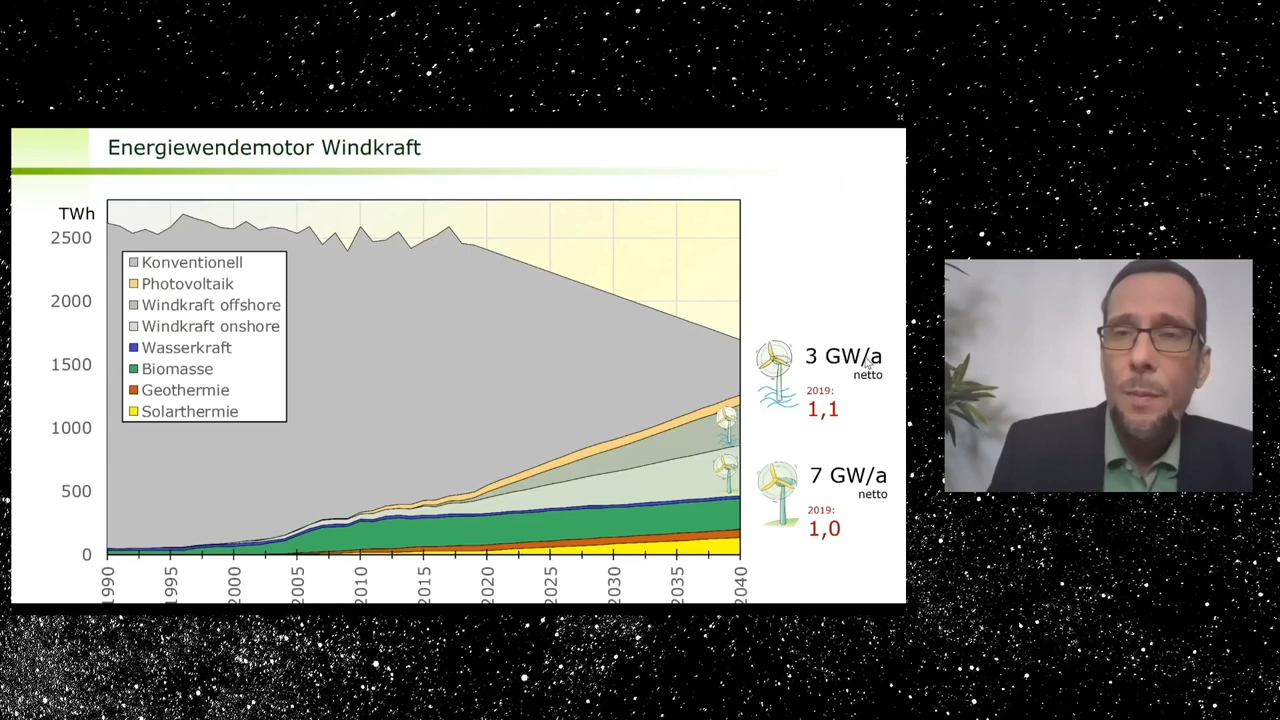 Energiewendemotor Windkraft
TWh
2500
2000
1500
1000
500
0
Konventionell
Photovoltaik
Windkraft offshore
Windkraft onshore
Wasserkraft
Biomasse
Geothermie
Solarthermie
1990
1995
2000
2005
2010
2015
2020
2025
2030
2035
2040
3 GW/a
netto
2019:
1,1
7 GW/a
netto
2019:
1,0